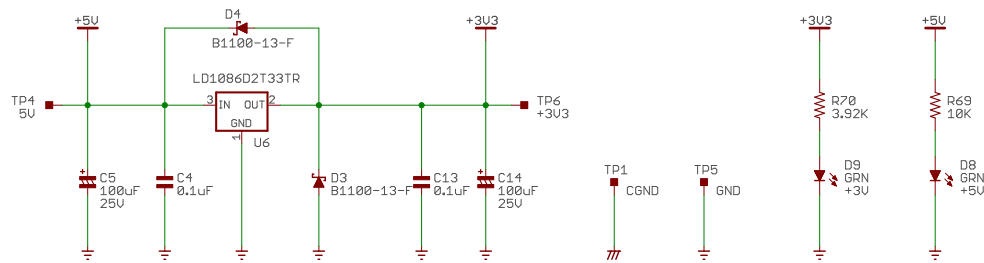 +5V
D4
B1100-13-F
+3V3
+3V3
+5V
LD1086D2T33TR
TP4
5V
3 IN OUT 2
GND
1
U6
TP6
+3V3
R70
3.92K
R69
10K
C5
100uF
25V
C4
0.1uF
D3
B1100-13-F
C13
0.1uF
C14
100uF
25V
TP1
CGND
TP5
GND
D9
GRN
+3V
D8
GRN
+5V